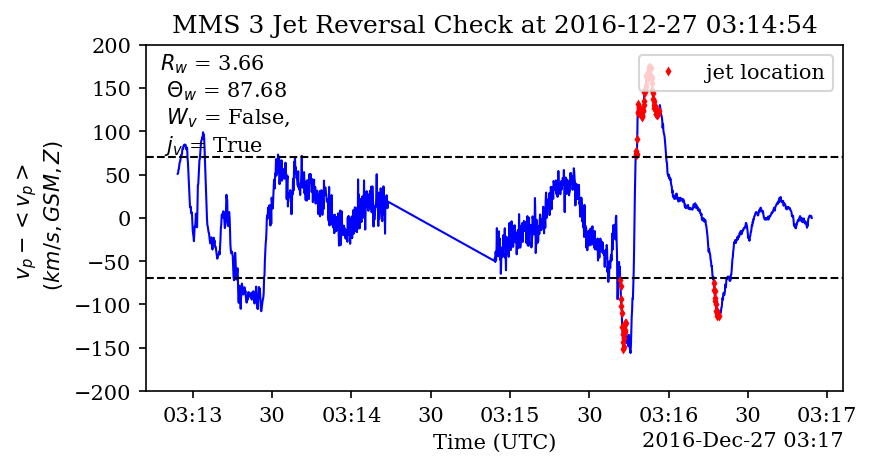 MMS 3 Jet Reversal Check at 2016-12-27 03:14:54
R_w = 3.66
Θ_w = 87.68
W_v = False,
j_v = True
jet location
v_p − < v_p >
(km/s, GSM, Z)
200
150
100
50
0
−50
−100
−150
−200
03:13 30 03:14 30 03:15 30 03:16 30 03:17
Time (UTC)
2016-Dec-27 03:17